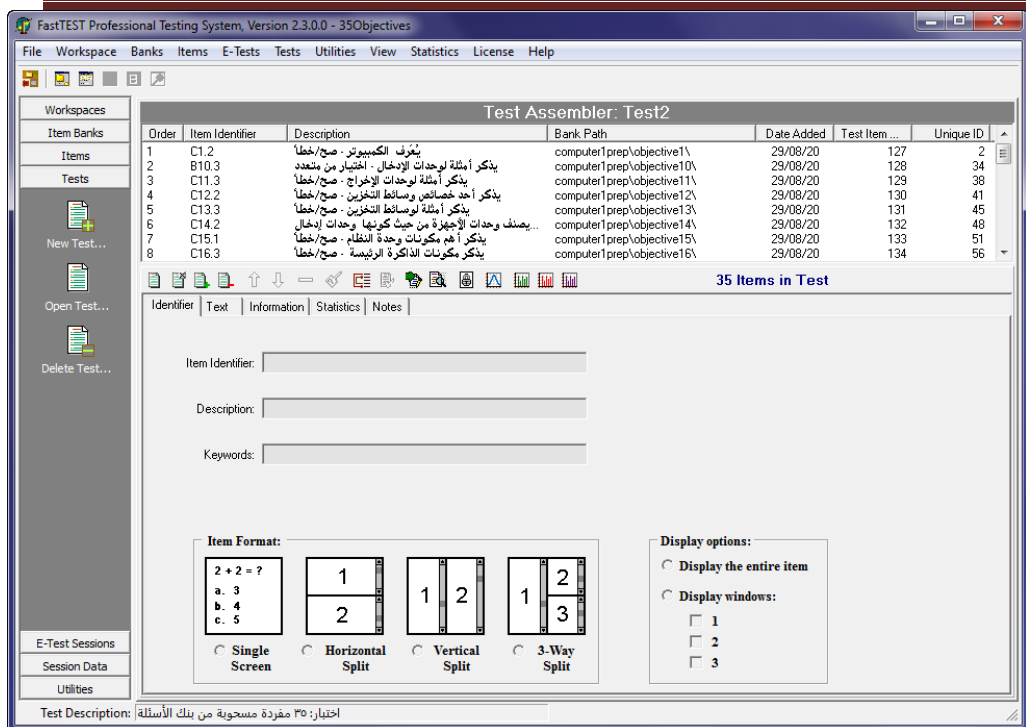 FastTEST Professional Testing System, Version 2.3.0.0 - 35Objectives
File Workspace Banks Items E-Tests Tests Utilities View Statistics License Help
B
Workspaces
Item Banks
Items
Tests
New Test...
Open Test...
Delete Test...
E-Test Sessions
Session Data
Utilities
Test Assembler: Test2
Order Item Identifier Description Bank Path Date Added Test Item ... Unique ID
1 C1.2 يُعَرف الكمبيوتر - صح/خطأ computer1prep\objective1\ 29/08/20 127 2
2 B10.3 يذكر أمثلة لوحدات الإدخال - اختيار من متعدد computer1prep\objective10\ 29/08/20 128 34
3 C11.3 يذكر أمثلة لوحدات الإخراج - صح/خطأ computer1prep\objective11\ 29/08/20 129 38
4 C12.2 يذكر أحد خصائص وسائط التخزين - صح/خطأ computer1prep\objective12\ 29/08/20 130 41
5 C13.3 يذكر أمثلة لوسائط التخزين - صح/خطأ computer1prep\objective13\ 29/08/20 131 45
6 C14.2 يصنف وحدات الأجهزة من حيث كونها وحدات إدخال... computer1prep\objective14\ 29/08/20 132 48
7 C15.1 يذكر أهم مكونات وحدة النظام - صح/خطأ computer1prep\objective15\ 29/08/20 133 51
8 C16.3 يذكر مكونات الذاكرة الرئيسة - صح/خطأ computer1prep\objective16\ 29/08/20 134 56
35 Items in Test
Identifier Text Information Statistics Notes
Item Identifier:
Description:
Keywords:
Item Format:
2 + 2 = ?
a. 3
b. 4
c. 5
1
2
1 2
1 2
3
Single Screen
Horizontal Split
Vertical Split
3-Way Split
Display options:
Display the entire item
Display windows:
1
2
3
Test Description: اختبار: ٣٥ مفردة مسحوبة من بنك الأسئلة